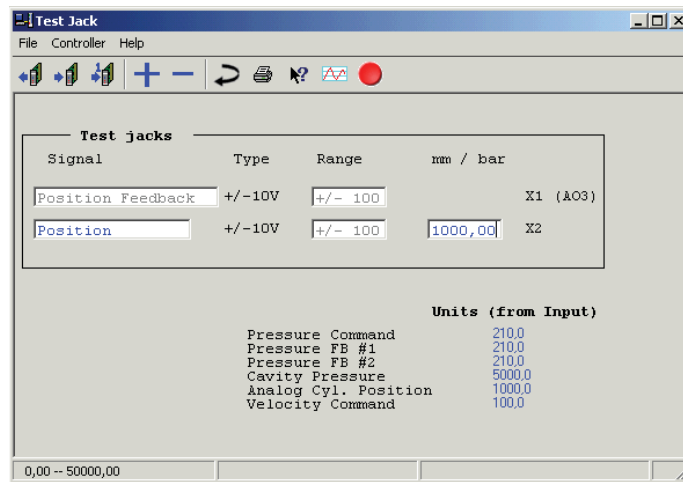 Test Jack
File Controller Help
Test jacks
Signal Type Range mm / bar
Position Feedback +/-10V +/- 100 X1 (AO3)
Position +/-10V +/- 100 1000,00 X2
Units (from Input)
Pressure Command 210,0
Pressure FB #1 210,0
Pressure FB #2 210,0
Cavity Pressure 5000,0
Analog Cyl. Position 1000,0
Velocity Command 100,0
0,00 -- 50000,00